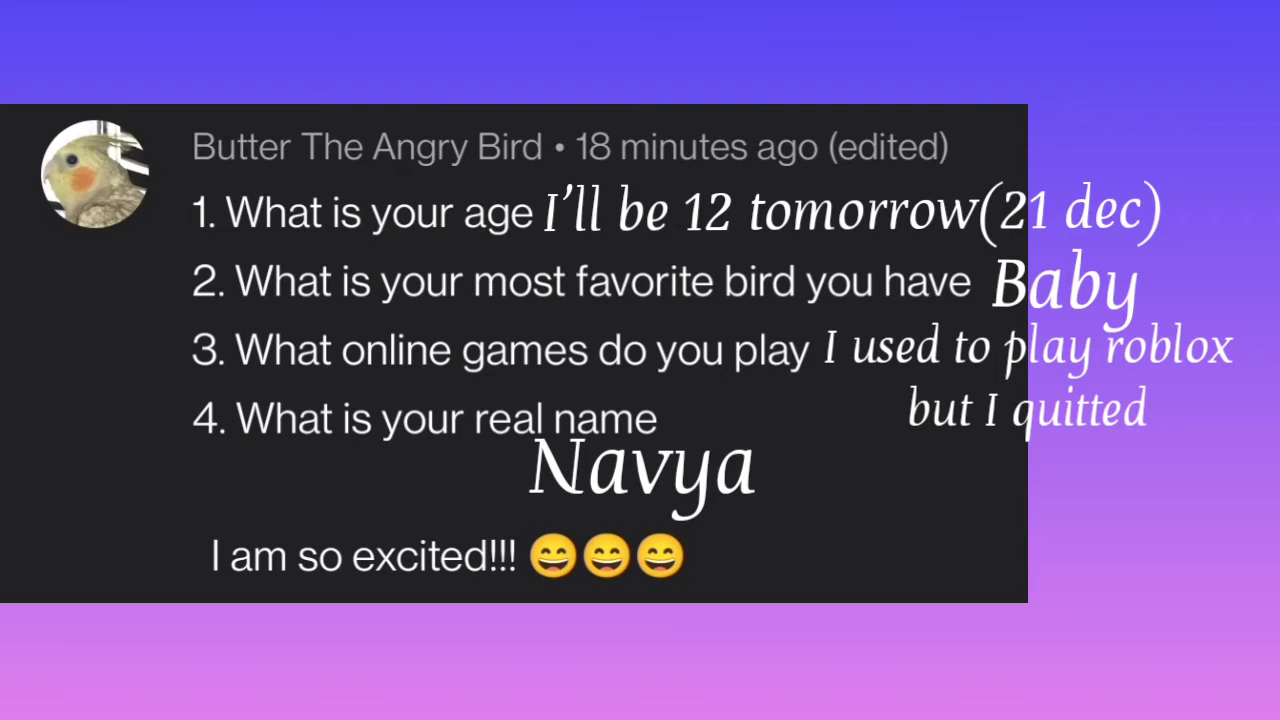 Butter The Angry Bird • 18 minutes ago (edited)
1. What is your age I'll be 12 tomorrow(21 dec)
2. What is your most favorite bird you have Baby
3. What online games do you play I used to play roblox
but I quitted
4. What is your real name
Navya
I am so excited!!! 😄😄😄